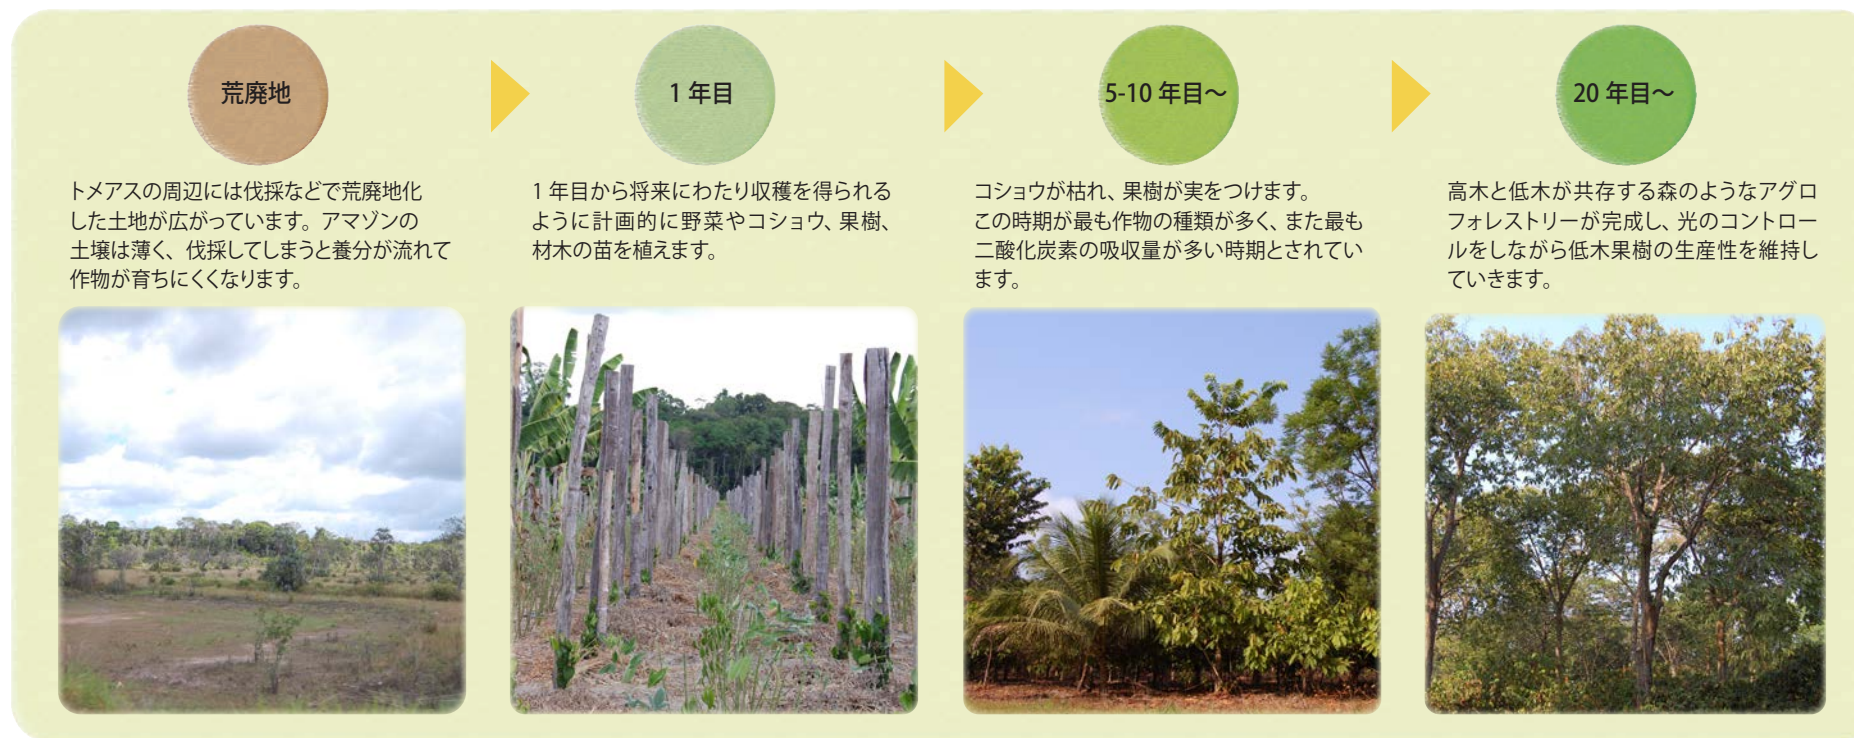 荒廃地
トメアスの周辺には伐採などで荒廃地化
した土地が広がっています。アマゾンの
土壌は薄く、伐採してしまうと養分が流れて
作物が育ちにくくなります。
1 年目
1 年目から将来にわたり収穫を得られる
ように計画的に野菜やコショウ、果樹、
材木の苗を植えます。
5-10 年目〜
コショウが枯れ、果樹が実をつけます。
この時期が最も作物の種類が多く、また最も
二酸化炭素の吸収量が多い時期とされてい
ます。
20 年目〜
高木と低木が共存する森のようなアグロ
フォレストリーが完成し、光のコントロー
ルをしながら低木果樹の生産性を維持し
ていきます。